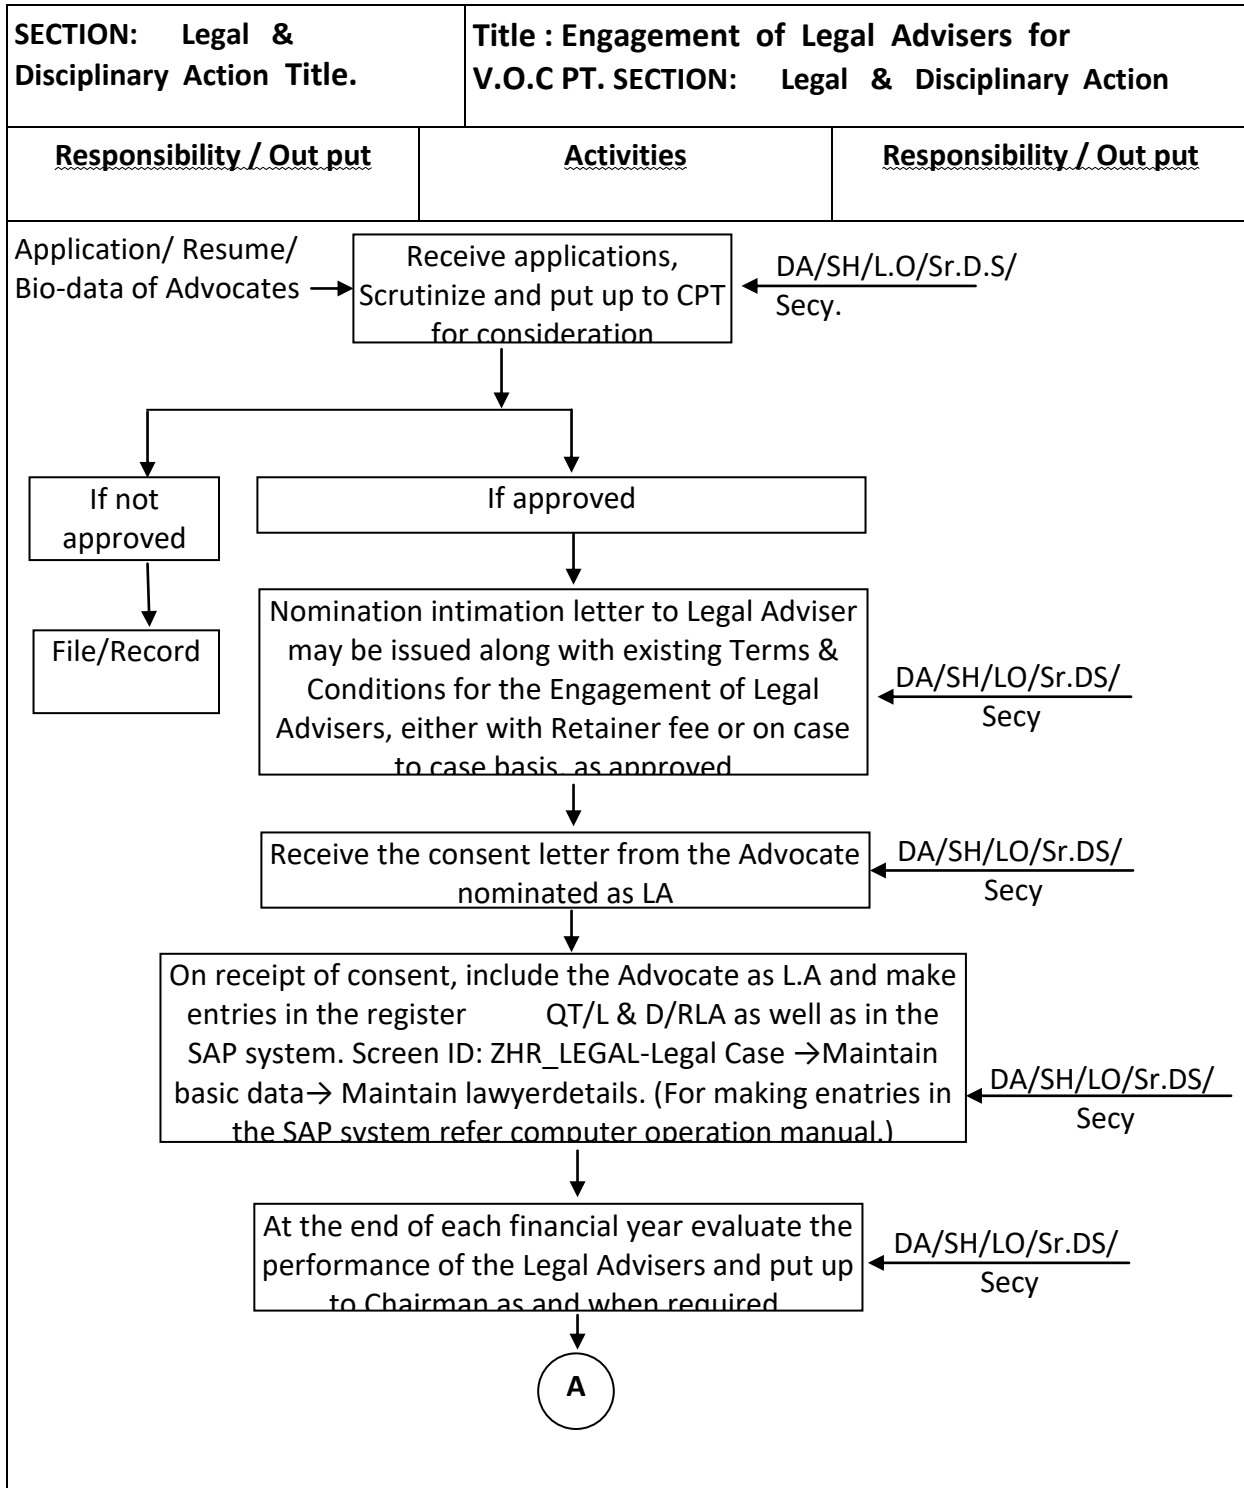 SECTION: Legal &
Disciplinary Action Title.
Title : Engagement of Legal Advisers for
V.O.C PT. SECTION: Legal & Disciplinary Action
Responsibility / Out put
Activities
Responsibility / Out put
Application/ Resume/
Bio-data of Advocates
Receive applications,
Scrutinize and put up to CPT
for consideration
DA/SH/L.O/Sr.D.S/
Secy.
If not
approved
If approved
File/Record
Nomination intimation letter to Legal Adviser
may be issued along with existing Terms &
Conditions for the Engagement of Legal
Advisers, either with Retainer fee or on case
to case basis, as approved
DA/SH/LO/Sr.DS/
Secy
Receive the consent letter from the Advocate
nominated as LA
DA/SH/LO/Sr.DS/
Secy
On receipt of consent, include the Advocate as L.A and make
entries in the register QT/L & D/RLA as well as in the
SAP system. Screen ID: ZHR_LEGAL-Legal Case →Maintain
basic data→ Maintain lawyerdetails. (For making enatries in
the SAP system refer computer operation manual.)
DA/SH/LO/Sr.DS/
Secy
At the end of each financial year evaluate the
performance of the Legal Advisers and put up
to Chairman as and when required
DA/SH/LO/Sr.DS/
Secy
A